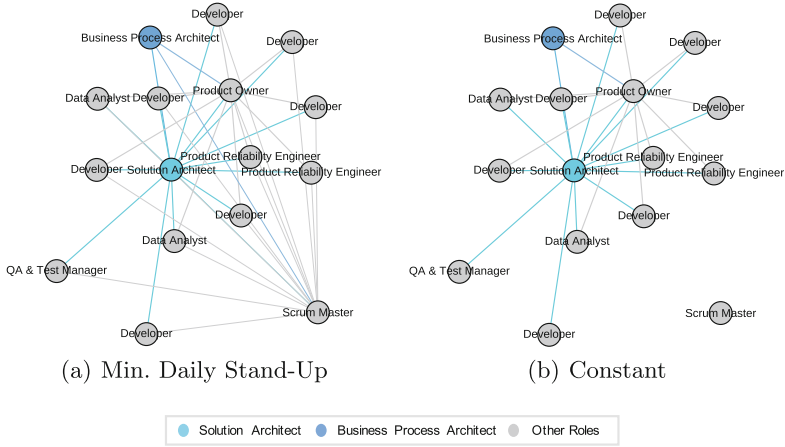 Developer
Business Process Architect
Developer
Product Owner
Data Analyst
Developer
Developer
Product Reliability Engineer
Developer
Solution Architect
Product Reliability Engineer
Developer
Data Analyst
QA & Test Manager
Scrum Master
Developer
(a) Min. Daily Stand-Up
Developer
Business Process Architect
Developer
Product Owner
Data Analyst
Developer
Developer
Product Reliability Engineer
Developer
Solution Architect
Product Reliability Engineer
Developer
Data Analyst
QA & Test Manager
Scrum Master
Developer
(b) Constant
Solution Architect Business Process Architect Other Roles